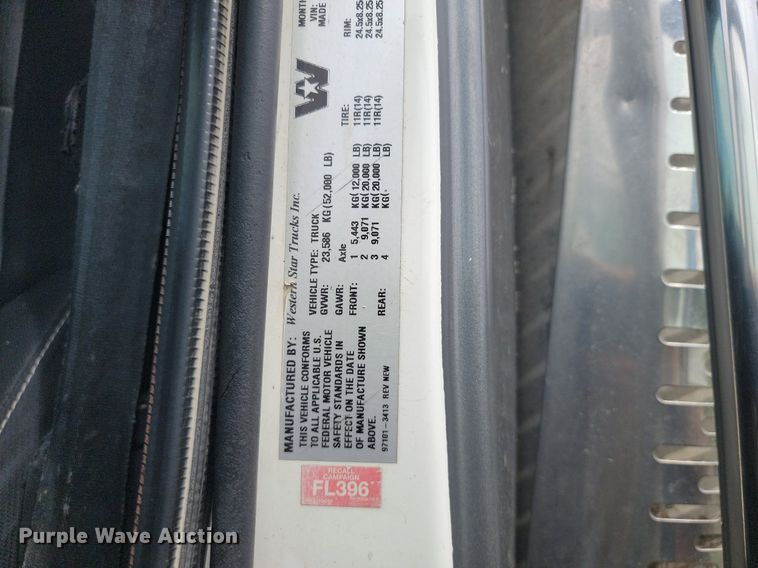 MANUFACTURED BY: Western Star Trucks Inc.
THIS VEHICLE CONFORMS
TO ALL APPLICABLE U.S.
FEDERAL MOTOR VEHICLE
SAFETY STANDARDS IN
EFFECT ON THE DATE
OF MANUFACTURE SHOWN
ABOVE.
97101-3413 REV NEW
VEHICLE TYPE: TRUCK
GVWR: 23,586 KG(52,000 LB)
GAWR: Axle TIRE: RIM:
FRONT: 1 5,443 KG(12,000 LB) 11R(14) 24.5x8.25
2 9,071 KG(20,000 LB) 11R(14) 24.5x8.25
3 9,071 KG(20,000 LB) 11R(14) 24.5x8.25
REAR: 4 KG(- LB)
MONTH
VIN:
MADE
RECALL
CAMPAIGN
FL396
Purple Wave Auction